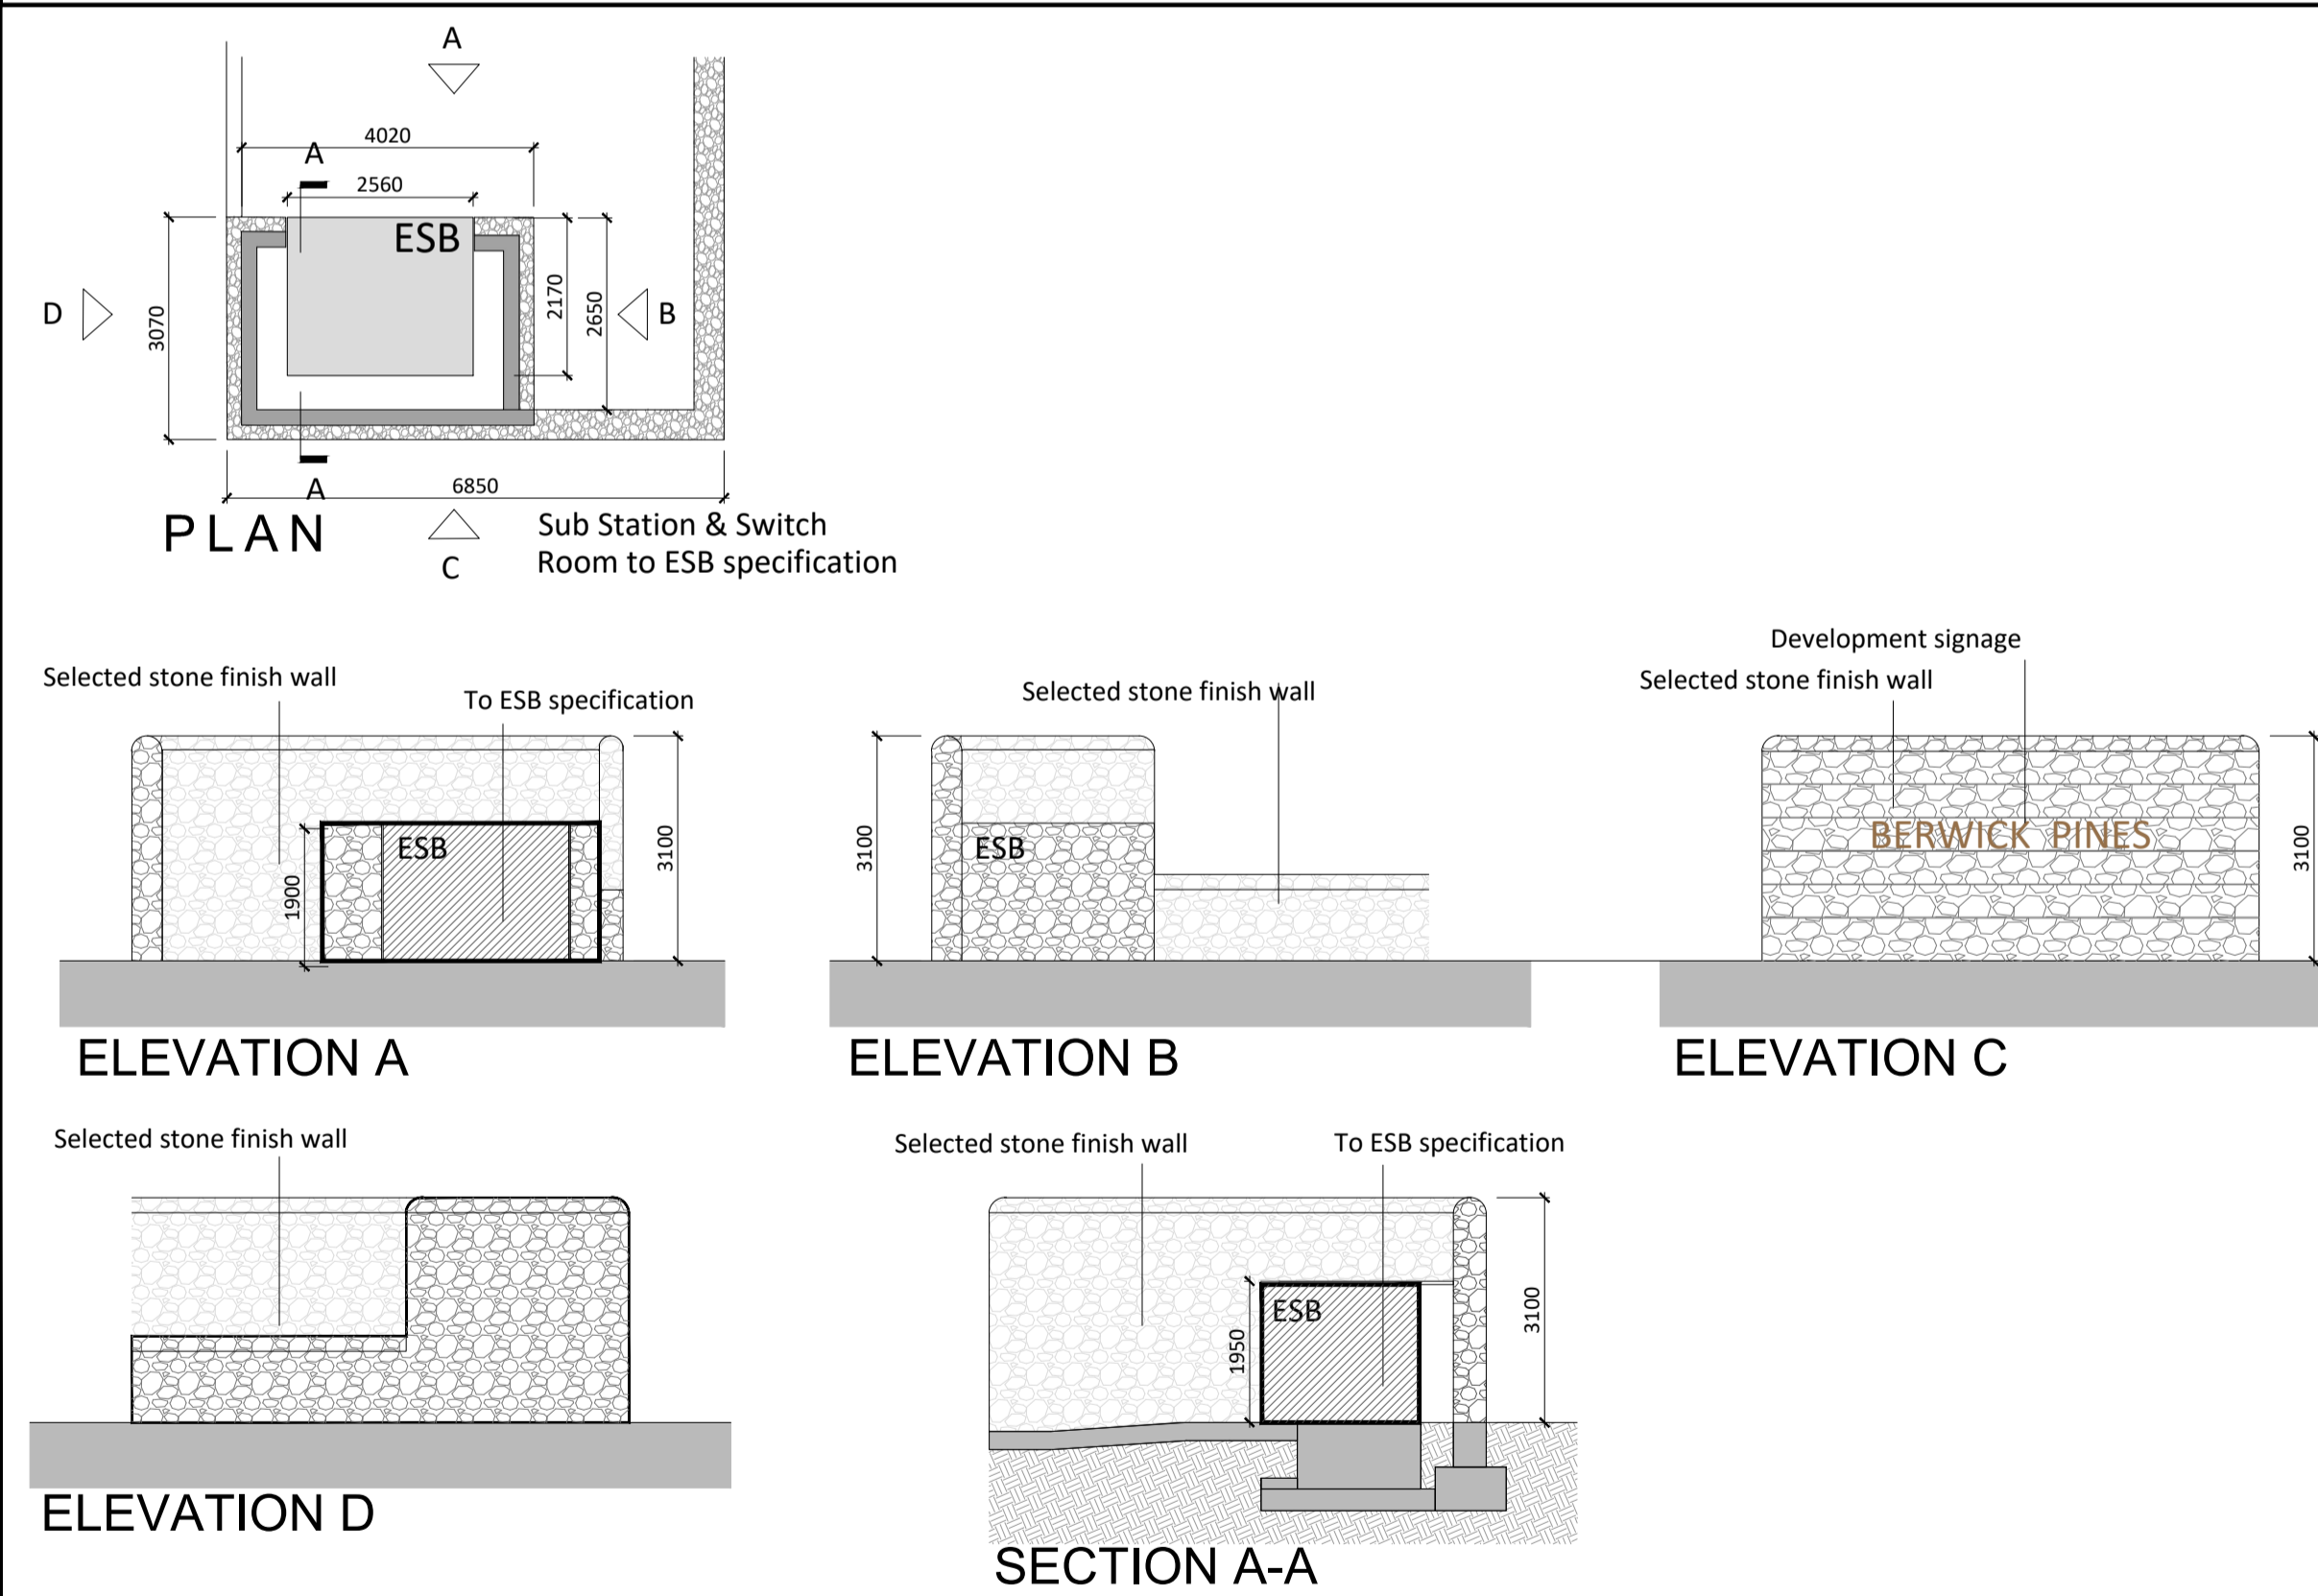 A
4020
A
2560
ESB
D
3070
2170
2650
B
A
6850
PLAN
C
Sub Station & Switch
Room to ESB specification
Selected stone finish wall
To ESB specification
ESB
1900
3100
ELEVATION A
Selected stone finish wall
3100
ESB
ELEVATION B
Development signage
Selected stone finish wall
BERWICK PINES
3100
ELEVATION C
Selected stone finish wall
ELEVATION D
Selected stone finish wall
To ESB specification
ESB
1950
3100
SECTION A-A